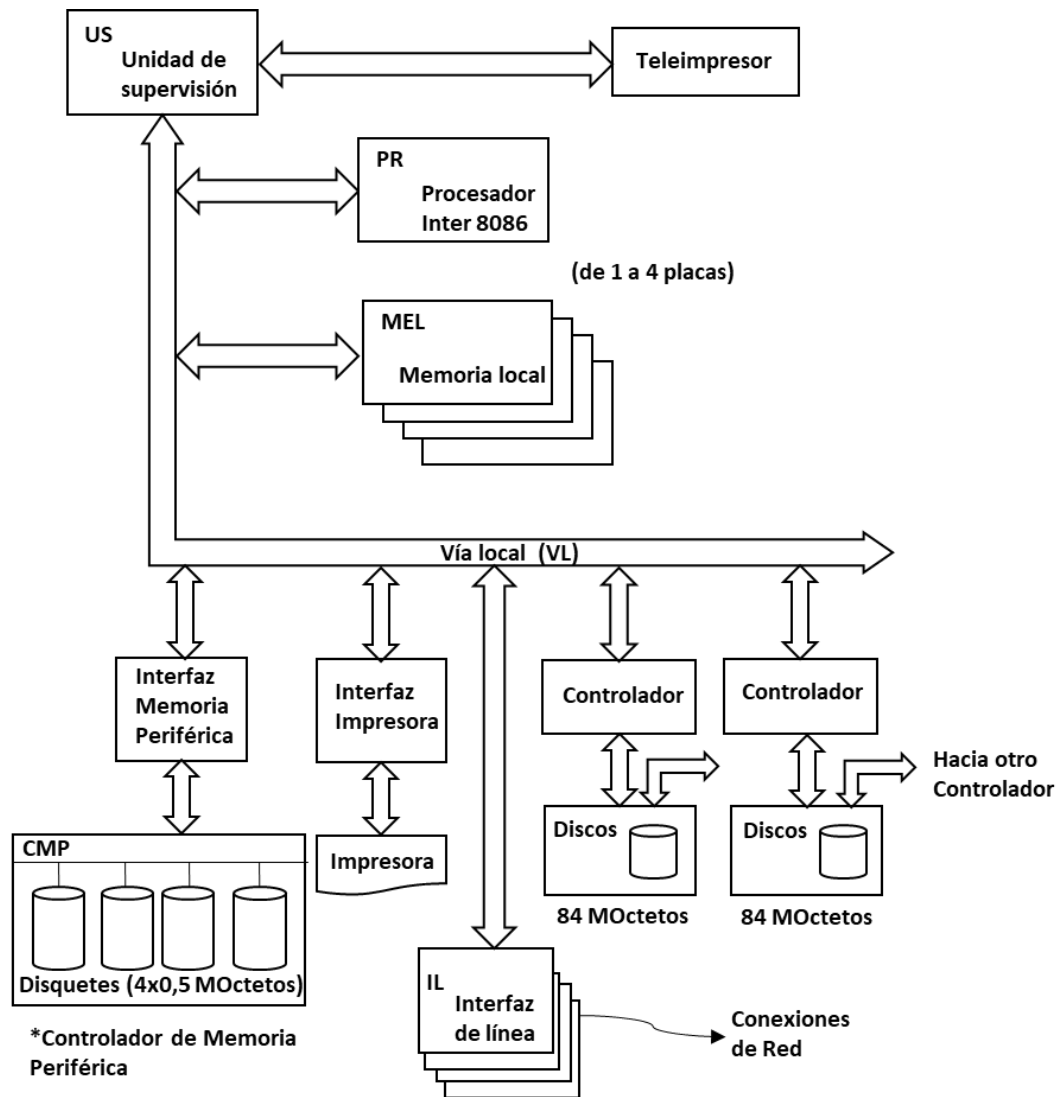 US
Unidad de
supervisión
Teleimpresor
PR
Procesador
Inter 8086
(de 1 a 4 placas)
MEL
Memoria local
Vía local (VL)
Interfaz
Memoria
Periférica
Interfaz
Impresora
Controlador
Controlador
Hacia otro
Controlador
CMP
Impresora
Discos
Discos
84 MOctetos
84 MOctetos
Disquetes (4x0,5 MOctetos)
IL
Interfaz
de línea
*Controlador de Memoria
Periférica
Conexiones
de Red